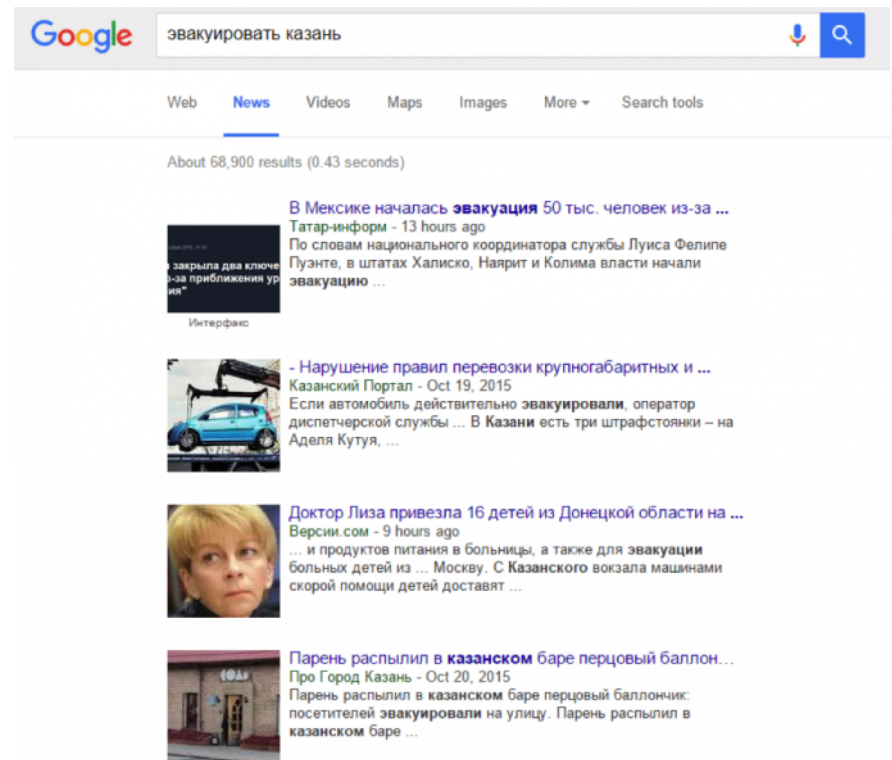 Google
эвакуировать казань
Web News Videos Maps Images More Search tools
About 68,900 results (0.43 seconds)
В Мексике началась эвакуация 50 тыс. человек из-за ...
Татар-информ - 13 hours ago
По словам национального координатора службы Луиса Фелипе
Пуэнте, в штатах Халиско, Наярит и Колима власти начали
эвакуацию ...
закрыла два ключе
з-за приближения ур
ия"
Интерфакс
- Нарушение правил перевозки крупногабаритных и ...
Казанский Портал - Oct 19, 2015
Если автомобиль действительно эвакуировали, оператор
диспетчерской службы ... В Казани есть три штрафстоянки – на
Аделя Кутуя, ...
Доктор Лиза привезла 16 детей из Донецкой области на ...
Версии.com - 9 hours ago
... и продуктов питания в больницы, а также для эвакуации
больных детей из ... Москву. С Казанского вокзала машинами
скорой помощи детей доставят ...
Парень распылил в казанском баре перцовый баллон...
Про Город Казань - Oct 20, 2015
Парень распылил в казанском баре перцовый баллончик:
посетителей эвакуировали на улицу. Парень распылил в
казанском баре ...